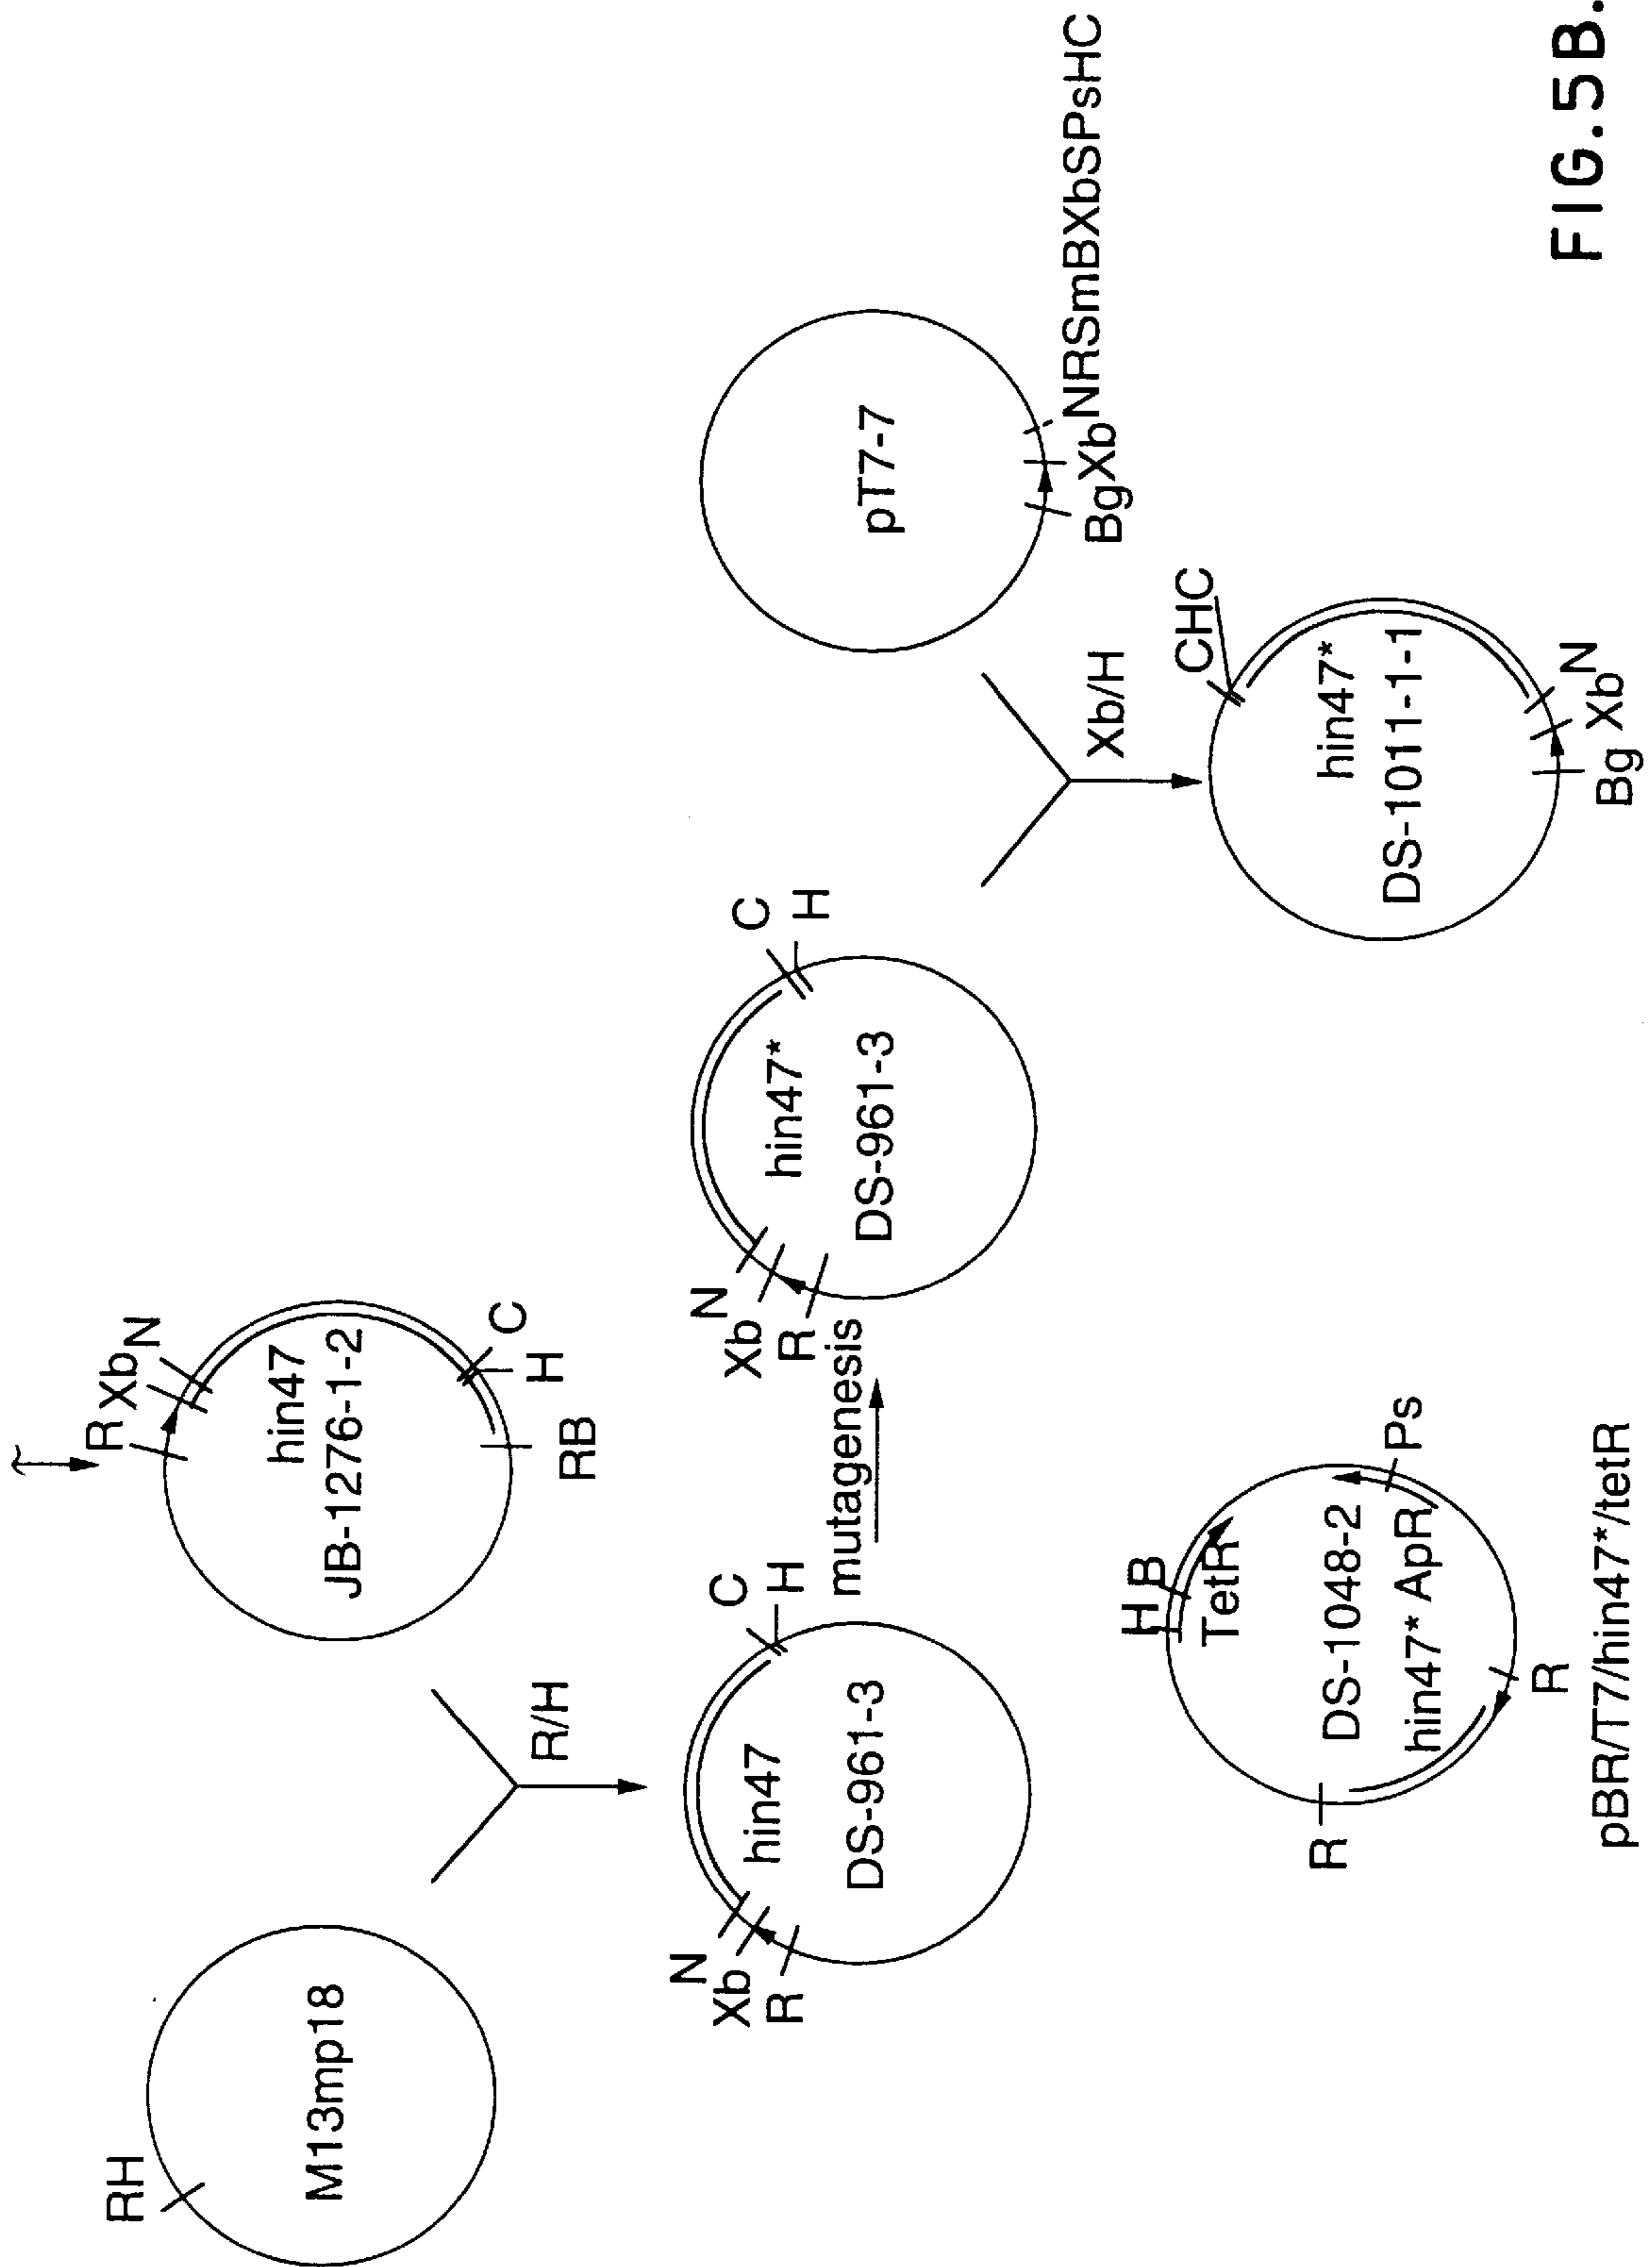 RH
M13mp18
R
Xb
N
hin47
JB-1276-1-2
C
H
RB
R/H
N
Xb
R
hin47
DS-961-3
C
H
mutagenesis
N
Xb
R
hin47*
DS-961-3
C
H
pT7-7
Bg
Xb
NRSmBXbSPsHC
Xb/H
CHC
hin47*
DS-1011-1-1
Bg
Xb
N
H B
TetR
R
DS-1048-2
hin47* ApR
Ps
R
pBR/T7/hin47*/tetR
FIG.5B.